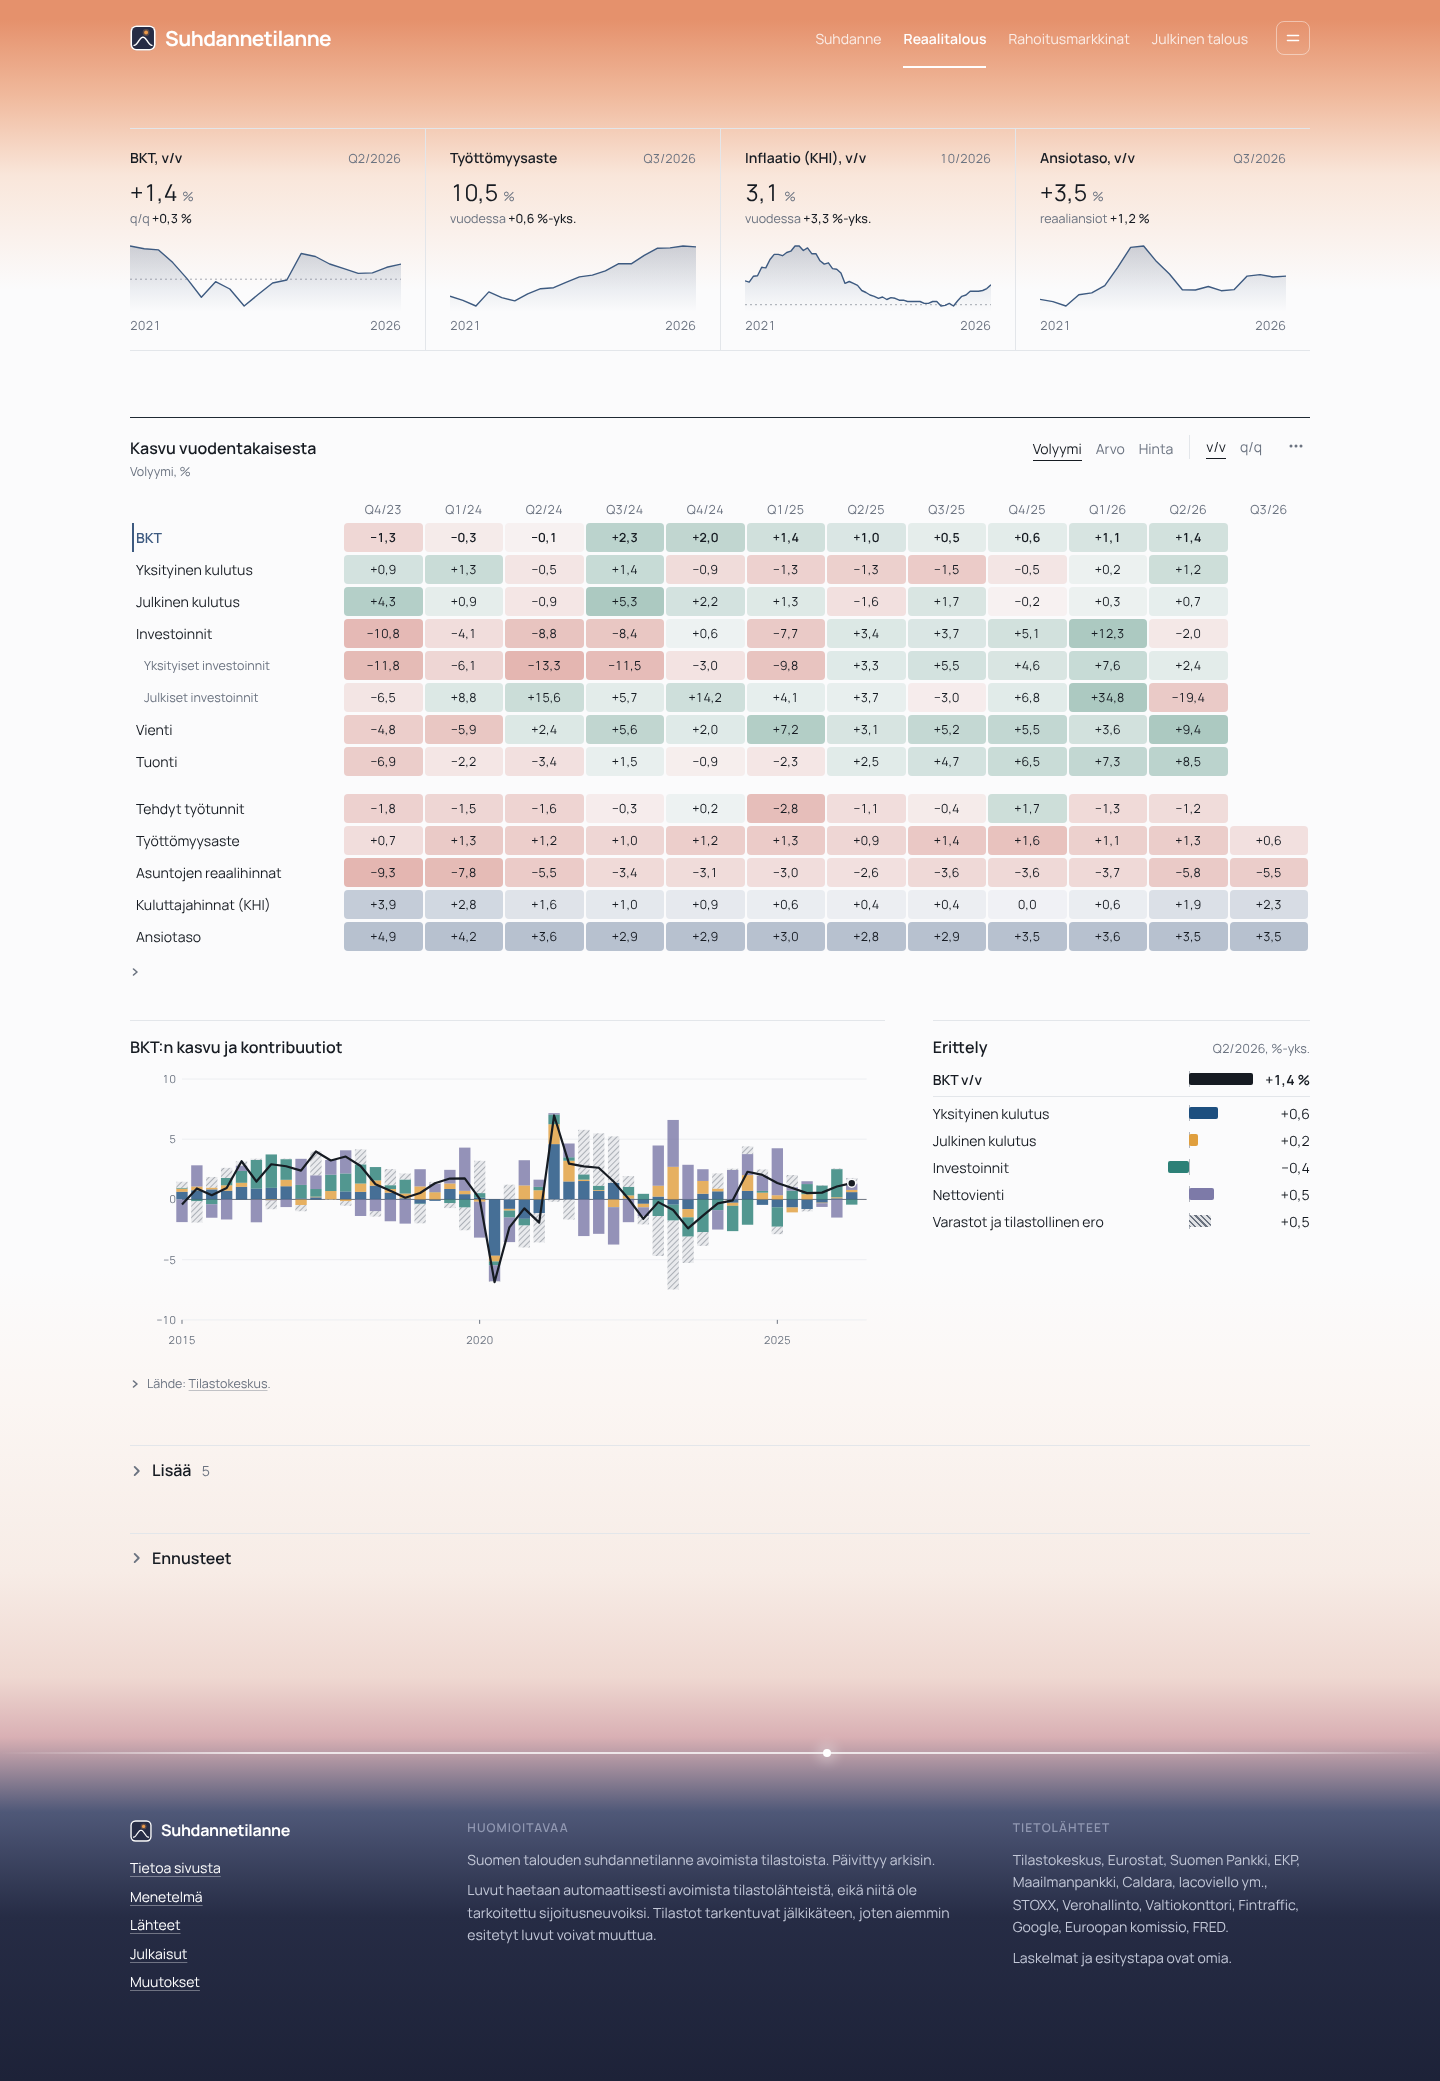 Suhdannetilanne
Suhdanne Reaalitalous Rahoitusmarkkinat Julkinen talous
BKT, v/v Q2/2026
+1,4 %
q/q +0,3 %
2021 2026
Työttömyysaste Q3/2026
10,5 %
vuodessa +0,6 %-yks.
2021 2026
Inflaatio (KHI), v/v 10/2026
3,1 %
vuodessa +3,3 %-yks.
2021 2026
Ansiotaso, v/v Q3/2026
+3,5 %
reaaliansiot +1,2 %
2021 2026
Kasvu vuodentakaisesta
Volyymi, %
Volyymi Arvo Hinta v/v q/q
Q4/23 Q1/24 Q2/24 Q3/24 Q4/24 Q1/25 Q2/25 Q3/25 Q4/25 Q1/26 Q2/26 Q3/26
BKT −1,3 −0,3 −0,1 +2,3 +2,0 +1,4 +1,0 +0,5 +0,6 +1,1 +1,4
Yksityinen kulutus +0,9 +1,3 −0,5 +1,4 −0,9 −1,3 −1,3 −1,5 −0,5 +0,2 +1,2
Julkinen kulutus +4,3 +0,9 −0,9 +5,3 +2,2 +1,3 −1,6 +1,7 −0,2 +0,3 +0,7
Investoinnit −10,8 −4,1 −8,8 −8,4 +0,6 −7,7 +3,4 +3,7 +5,1 +12,3 −2,0
Yksityiset investoinnit −11,8 −6,1 −13,3 −11,5 −3,0 −9,8 +3,3 +5,5 +4,6 +7,6 +2,4
Julkiset investoinnit −6,5 +8,8 +15,6 +5,7 +14,2 +4,1 +3,7 −3,0 +6,8 +34,8 −19,4
Vienti −4,8 −5,9 +2,4 +5,6 +2,0 +7,2 +3,1 +5,2 +5,5 +3,6 +9,4
Tuonti −6,9 −2,2 −3,4 +1,5 −0,9 −2,3 +2,5 +4,7 +6,5 +7,3 +8,5
Tehdyt työtunnit −1,8 −1,5 −1,6 −0,3 +0,2 −2,8 −1,1 −0,4 +1,7 −1,3 −1,2
Työttömyysaste +0,7 +1,3 +1,2 +1,0 +1,2 +1,3 +0,9 +1,4 +1,6 +1,1 +1,3 +0,6
Asuntojen reaalihinnat −9,3 −7,8 −5,5 −3,4 −3,1 −3,0 −2,6 −3,6 −3,6 −3,7 −5,8 −5,5
Kuluttajahinnat (KHI) +3,9 +2,8 +1,6 +1,0 +0,9 +0,6 +0,4 +0,4 0,0 +0,6 +1,9 +2,3
Ansiotaso +4,9 +4,2 +3,6 +2,9 +2,9 +3,0 +2,8 +2,9 +3,5 +3,6 +3,5 +3,5
BKT:n kasvu ja kontribuutiot
10
5
0
−5
−10
2015 2020 2025
Lähde: Tilastokeskus.
Erittely Q2/2026, %-yks.
BKT v/v +1,4 %
Yksityinen kulutus +0,6
Julkinen kulutus +0,2
Investoinnit −0,4
Nettovienti +0,5
Varastot ja tilastollinen ero +0,5
Lisää 5
Ennusteet
Suhdannetilanne
Tietoa sivusta
Menetelmä
Lähteet
Julkaisut
Muutokset
HUOMIOITAVAA
Suomen talouden suhdannetilanne avoimista tilastoista. Päivittyy arkisin.
Luvut haetaan automaattisesti avoimista tilastolähteistä, eikä niitä ole
tarkoitettu sijoitusneuvoiksi. Tilastot tarkentuvat jälkikäteen, joten aiemmin
esitetyt luvut voivat muuttua.
TIETOLÄHTEET
Tilastokeskus, Eurostat, Suomen Pankki, EKP,
Maailmanpankki, Caldara, Iacoviello ym.,
STOXX, Verohallinto, Valtiokonttori, Fintraffic,
Google, Euroopan komissio, FRED.
Laskelmat ja esitystapa ovat omia.